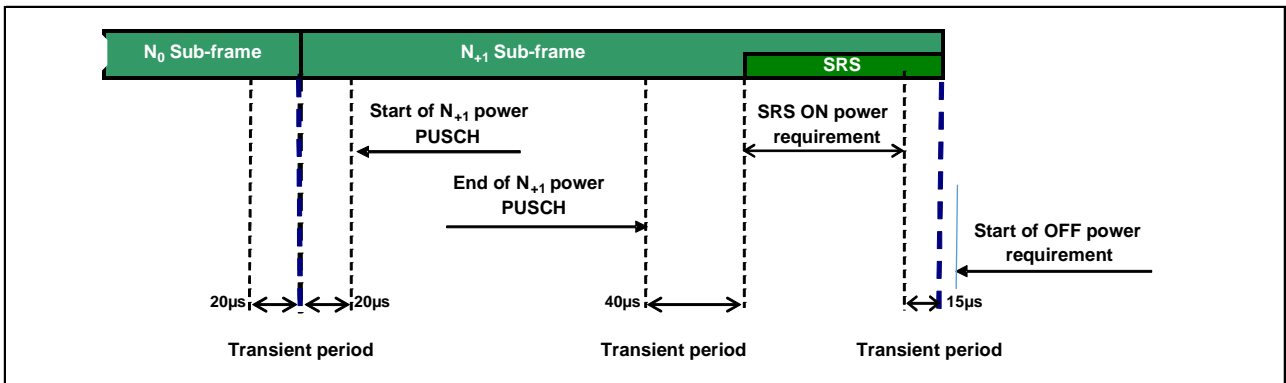 N0 Sub-frame
N+1 Sub-frame
SRS
Start of N+1 power
PUSCH
SRS ON power
requirement
End of N+1 power
PUSCH
Start of OFF power
requirement
20µs
20µs
40µs
15µs
Transient period
Transient period
Transient period